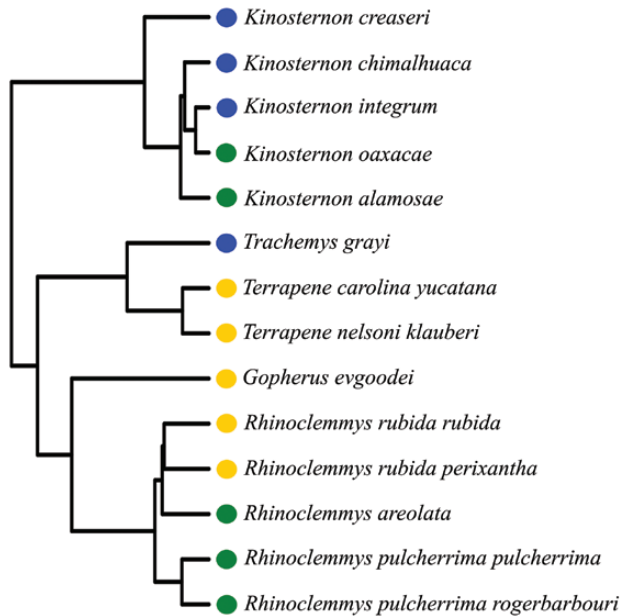 Kinosternon creaseri
Kinosternon chimalhuaca
Kinosternon integrum
Kinosternon oaxacae
Kinosternon alamosae
Trachemys grayi
Terrapene carolina yucatana
Terrapene nelsoni klauberi
Gopherus evgoodei
Rhinoclemmys rubida rubida
Rhinoclemmys rubida perixantha
Rhinoclemmys areolata
Rhinoclemmys pulcherrima pulcherrima
Rhinoclemmys pulcherrima rogerbarbouri